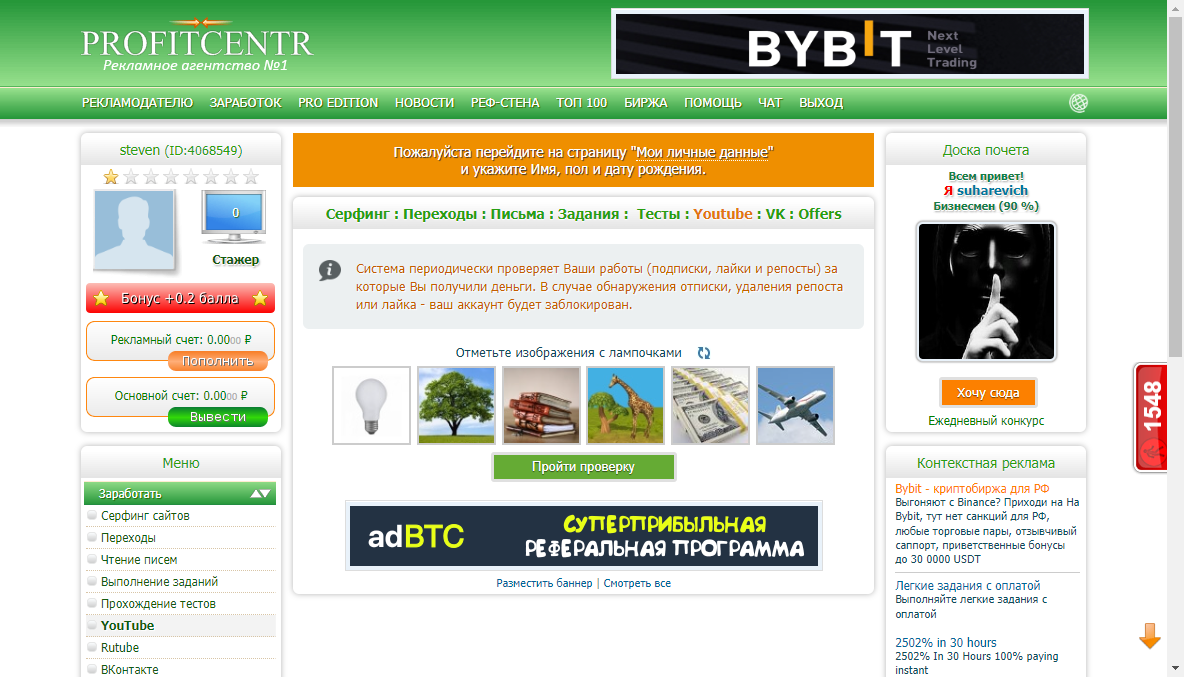 PROFITCENTR
Рекламное агентство №1
BYBIT Next Level Trading
РЕКЛАМОДАТЕЛЮ ЗАРАБОТОК PRO EDITION НОВОСТИ РЕФ-СТЕНА ТОП 100 БИРЖА ПОМОЩЬ ЧАТ ВЫХОД
steven (ID:4068549)
0
Стажер
Бонус +0.2 балла
Рекламный счет: 0.0000 ₽
Пополнить
Основной счет: 0.0000 ₽
Вывести
Меню
Заработать
Серфинг сайтов
Переходы
Чтение писем
Выполнение заданий
Прохождение тестов
YouTube
Rutube
ВКонтакте
Пожалуйста перейдите на страницу "Мои личные данные"
и укажите Имя, пол и дату рождения.
Серфинг : Переходы : Письма : Задания : Тесты : Youtube : VK : Offers
Система периодически проверяет Ваши работы (подписки, лайки и репосты) за
которые Вы получили деньги. В случае обнаружения отписки, удаления репоста
или лайка - ваш аккаунт будет заблокирован.
Отметьте изображения с лампочками
Пройти проверку
adBTC
СУПЕРПРИБЫЛЬНАЯ
РЕФЕРАЛЬНАЯ ПРОГРАММА
Разместить баннер | Смотреть все
Доска почета
Всем привет!
Я suharevich
Бизнесмен (90 %)
Хочу сюда
Ежедневный конкурс
1548
Контекстная реклама
Bybit - криптобиржа для РФ
Выгоняют с Binance? Приходи на На
Bybit, тут нет санкций для РФ,
любые торговые пары, отзывчивый
саппорт, приветственные бонусы
до 30 0000 USDT
Легкие задания с оплатой
Выполняйте легкие задания с
оплатой
2502% in 30 hours
2502% In 30 Hours 100% paying
instant